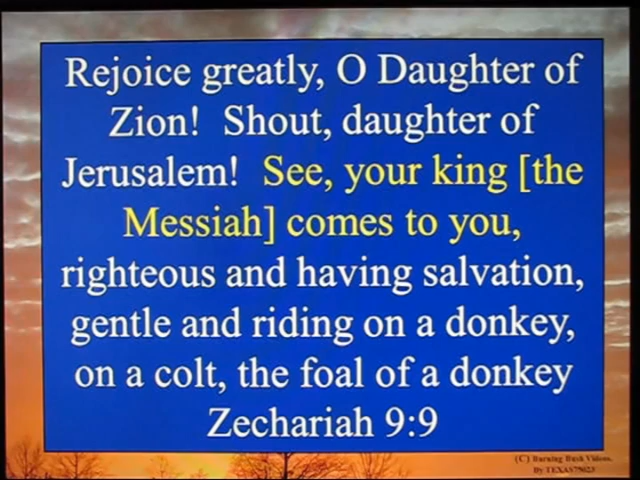 Rejoice greatly, O Daughter of
Zion!  Shout, daughter of
Jerusalem!  See, your king [the
Messiah] comes to you,
righteous and having salvation,
gentle and riding on a donkey,
on a colt, the foal of a donkey
Zechariah 9:9
(C) Burning Bush Videos.
By TEXAS75023